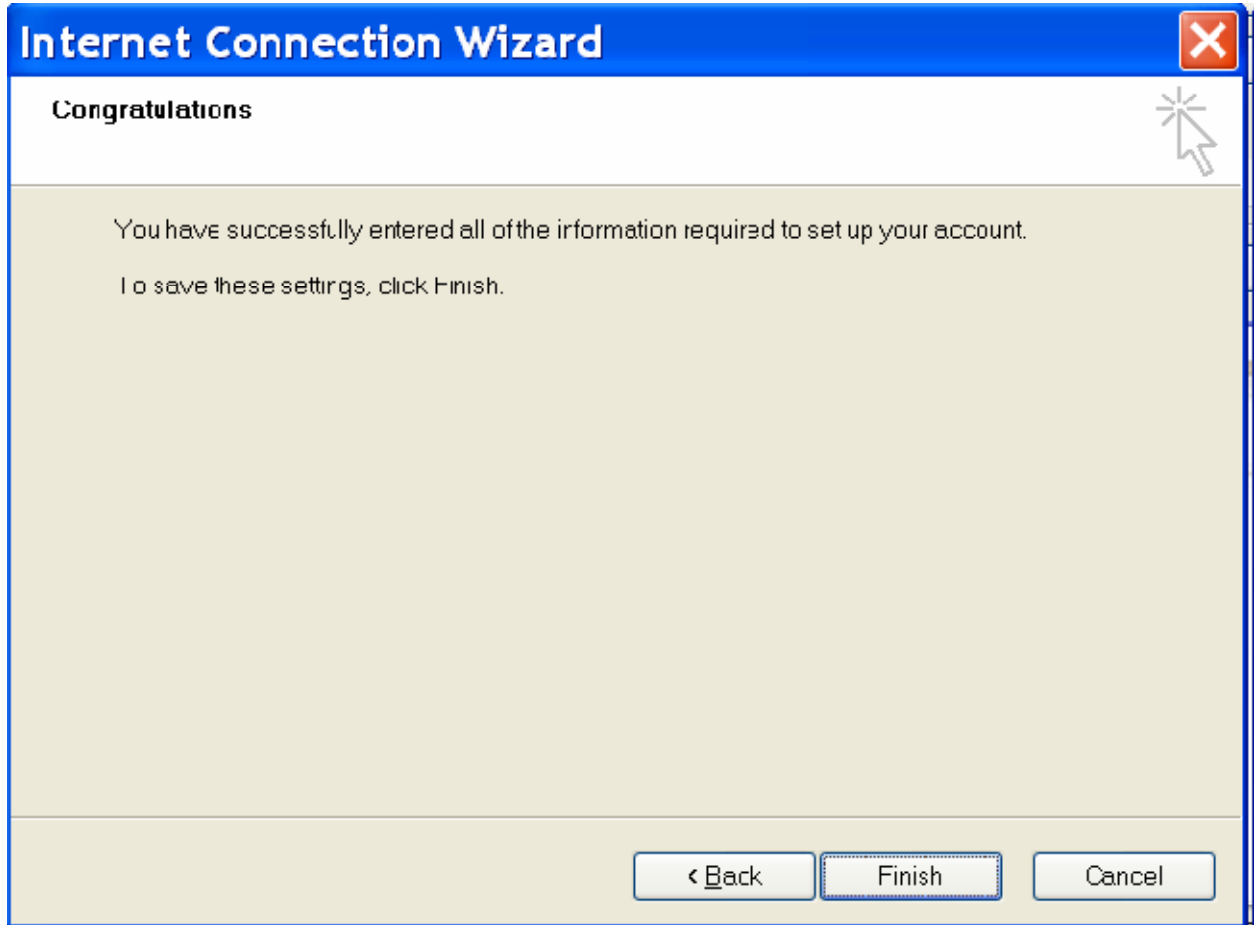 Internet Connection Wizard
Congratulations
You have successfully entered all of the information required to set up your account.
To save these settings, click Finish.
< Back
Finish
Cancel